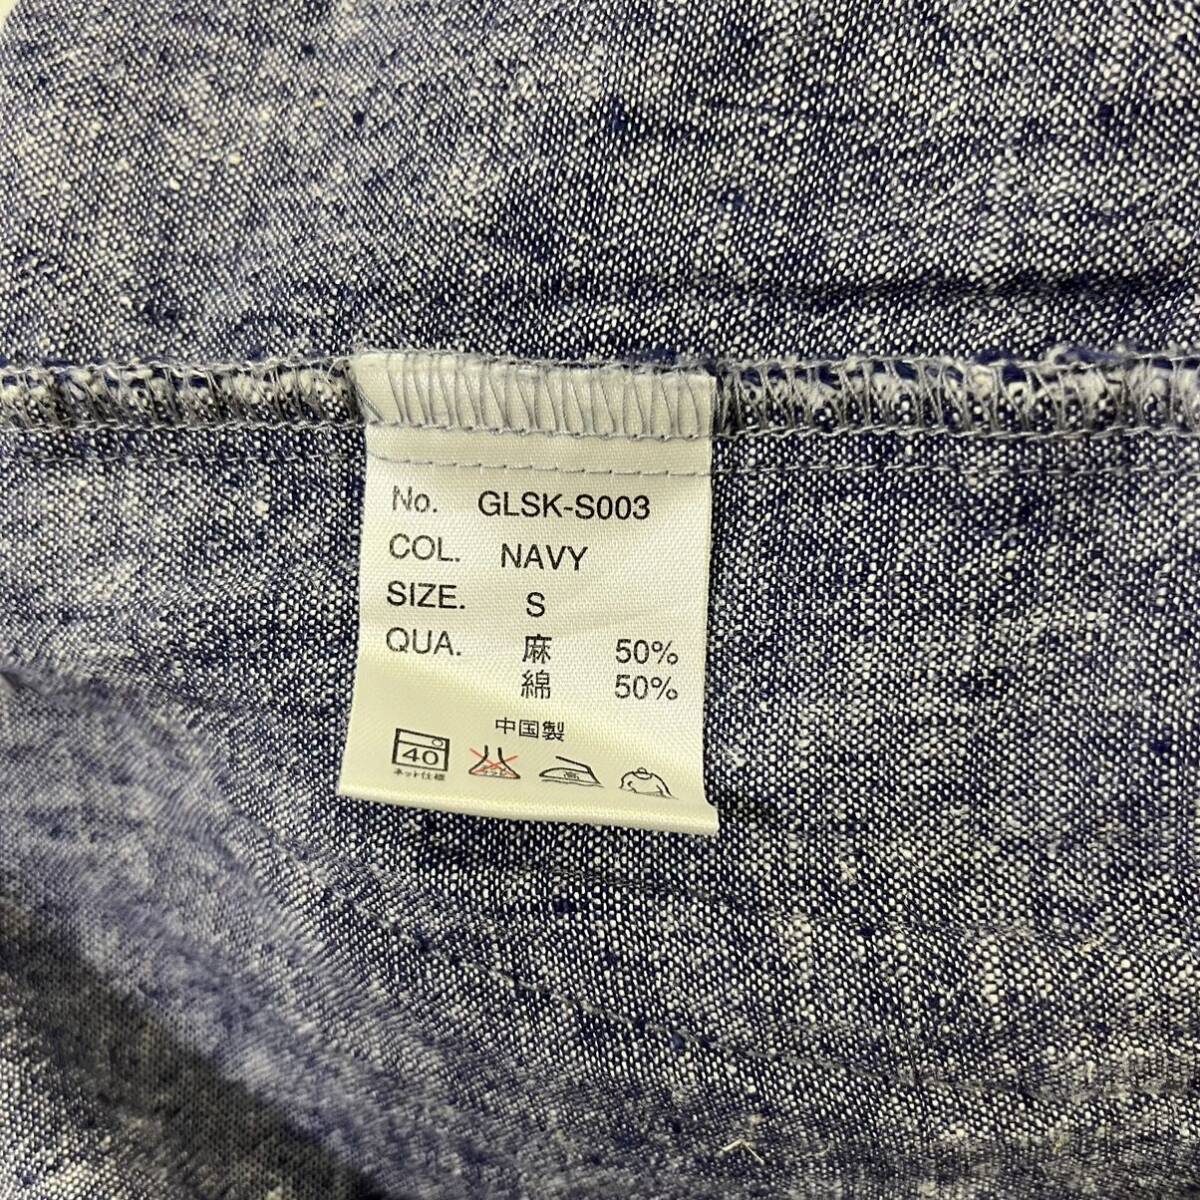 No. GLSK-S003
COL. NAVY
SIZE. S
QUA. 麻 50%
綿 50%
中国製
40
ネット仕様
高